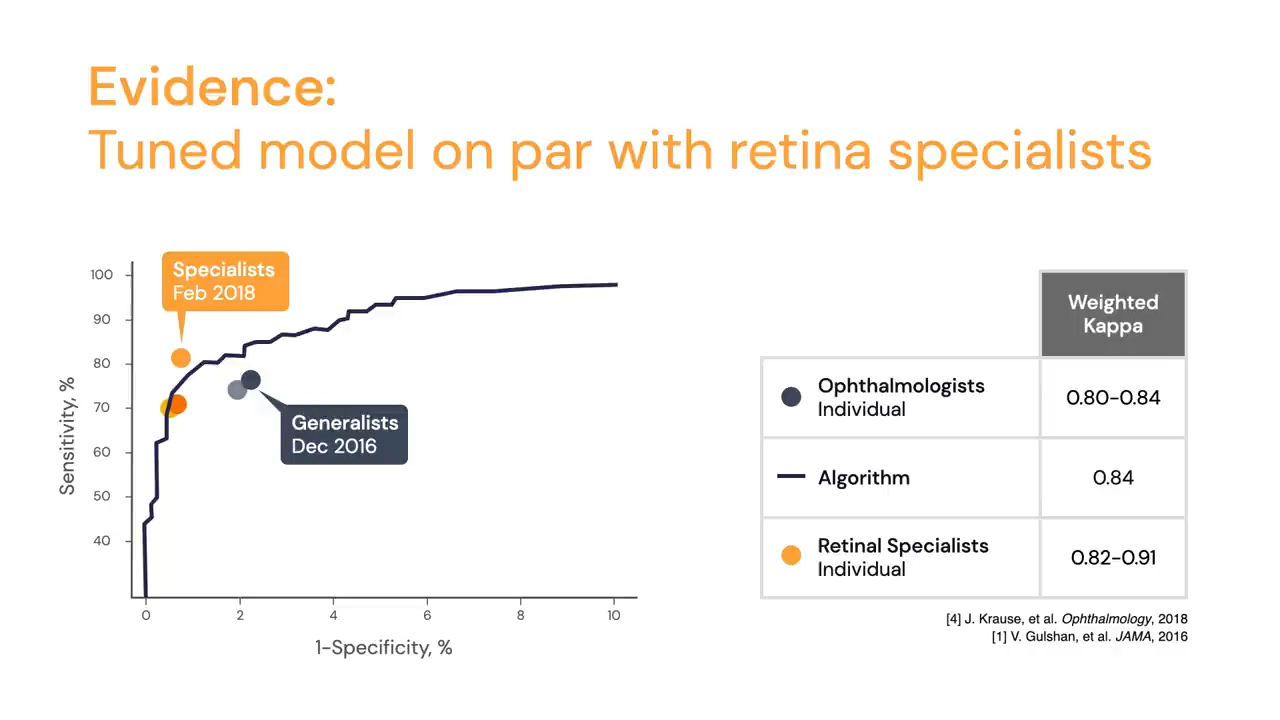 Evidence:
Tuned model on par with retina specialists
Specialists
Feb 2018
100
90
80
70
60
50
40
Sensitivity, %
Generalists
Dec 2016
0
2
4
6
8
10
1-Specificity, %
Weighted
Kappa
Ophthalmologists
Individual
0.80-0.84
Algorithm
0.84
Retinal Specialists
Individual
0.82-0.91
[4] J. Krause, et al. Ophthalmology, 2018
[1] V. Gulshan, et al. JAMA, 2016